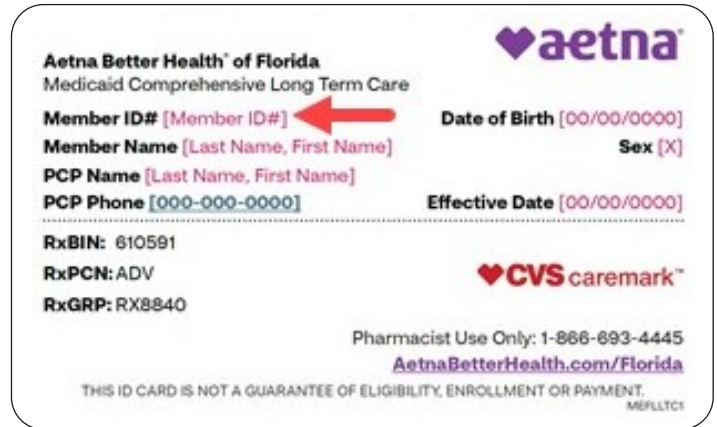 aetna
Aetna Better Health® of Florida
Medicaid Comprehensive Long Term Care
Member ID# [Member ID#]
Date of Birth [00/00/0000]
Member Name [Last Name, First Name]
Sex [X]
PCP Name [Last Name, First Name]
PCP Phone [000-000-0000]
Effective Date [00/00/0000]
RxBIN: 610591
RxPCN: ADV
RxGRP: RX8840
CVS caremark™
Pharmacist Use Only: 1-866-693-4445
AetnaBetterHealth.com/Florida
THIS ID CARD IS NOT A GUARANTEE OF ELIGIBILITY, ENROLLMENT OR PAYMENT.
MEFLLTC1